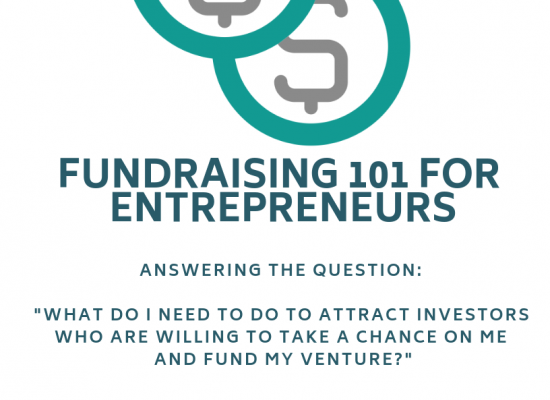 FUNDRAISING 101 FOR
ENTREPRENEURS
ANSWERING THE QUESTION:
"WHAT DO I NEED TO DO TO ATTRACT INVESTORS
WHO ARE WILLING TO TAKE A CHANCE ON ME
AND FUND MY VENTURE?"